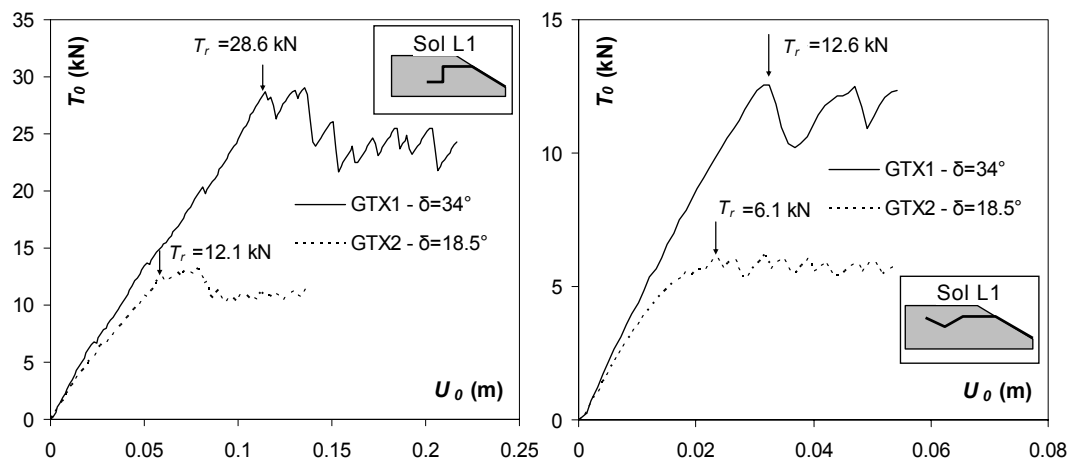 35
30
25
20
15
10
5
0
T0 (kN)
Tr =28.6 kN
Sol L1
GTX1 - δ=34°
GTX2 - δ=18.5°
Tr =12.1 kN
U0 (m)
0 0.05 0.1 0.15 0.2 0.25
15
10
5
0
T0 (kN)
Tr =12.6 kN
GTX1 - δ=34°
GTX2 - δ=18.5°
Tr =6.1 kN
Sol L1
U0 (m)
0 0.02 0.04 0.06 0.08